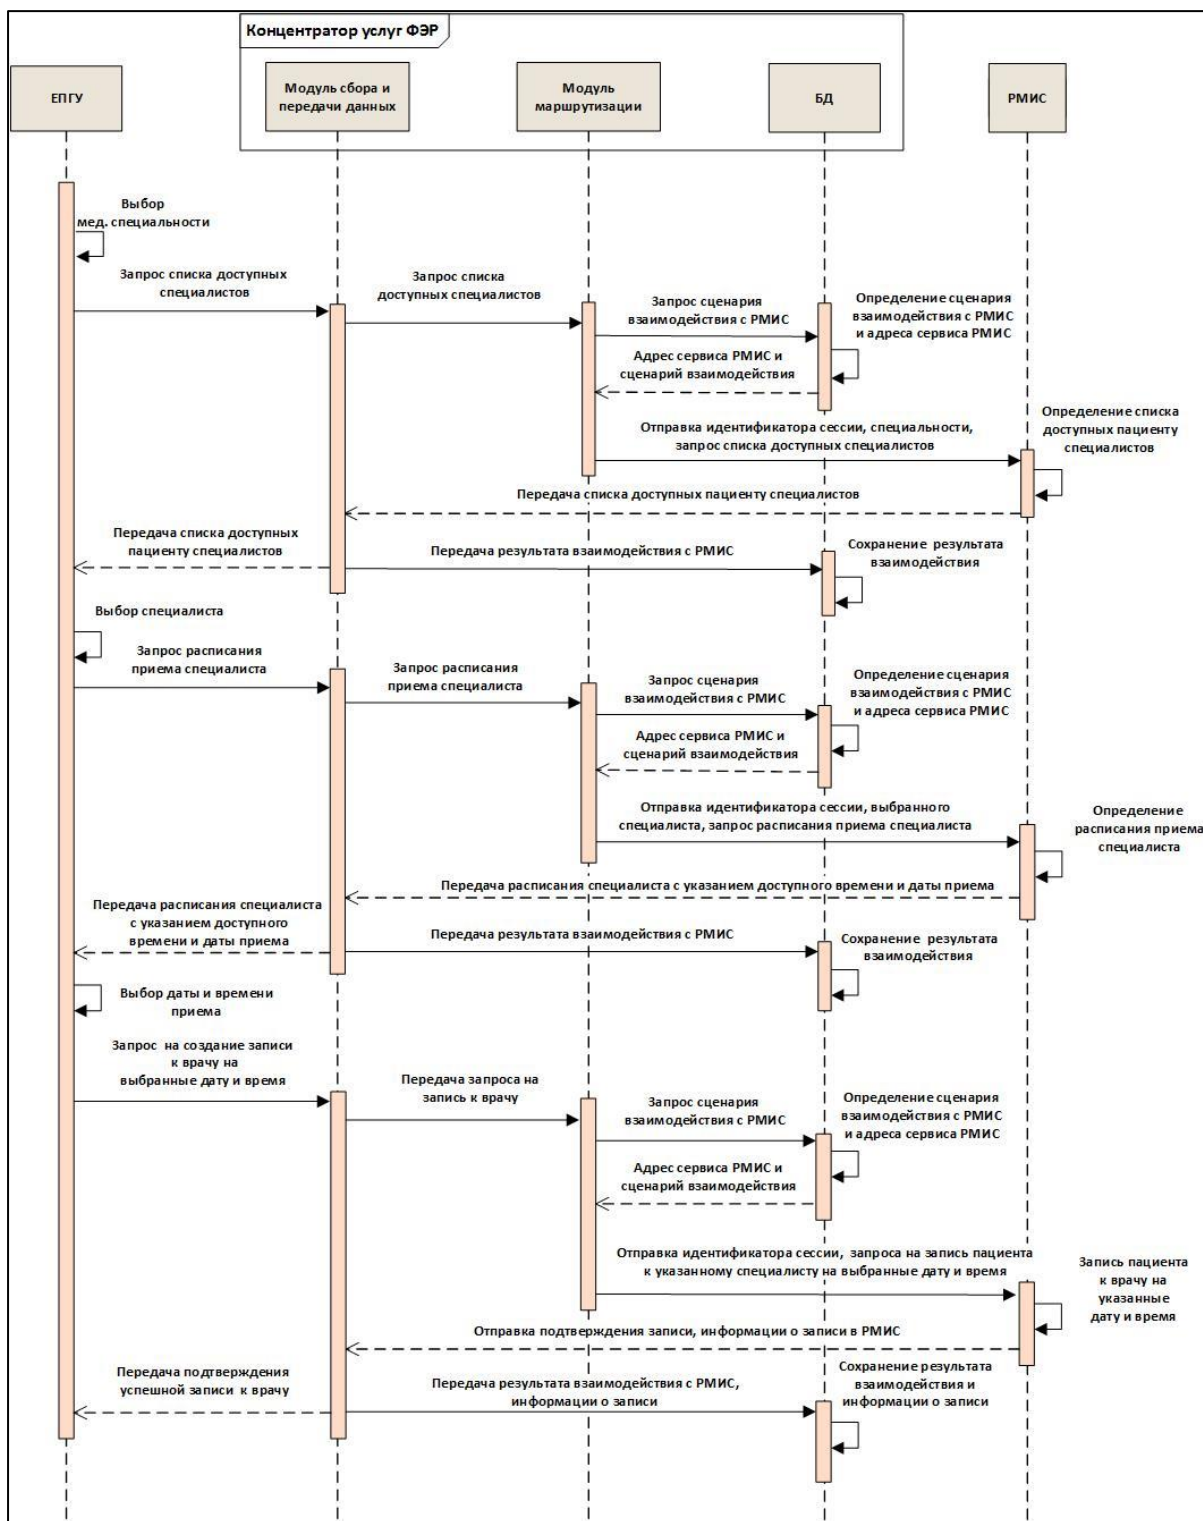 Концентратор услуг ФЭР
ЕПГУ
Модуль сбора и
передачи данных
Модуль
маршрутизации
БД
РМИС
Выбор
мед. специальности
Запрос списка доступных
специалистов
Запрос списка
доступных специалистов
Запрос сценария
взаимодействия с РМИС
Определение сценария
взаимодействия с РМИС
и адреса сервиса РМИС
Адрес сервиса РМИС и
сценарий взаимодействия
Отправка идентификатора сессии, специальности,
запрос списка доступных специалистов
Определение списка
доступных пациенту
специалистов
Передача списка доступных пациенту специалистов
Передача списка доступных
пациенту специалистов
Передача результата взаимодействия с РМИС
Сохранение результата
взаимодействия
Выбор специалиста
Запрос расписания
приема специалиста
Запрос расписания
приема специалиста
Запрос сценария
взаимодействия с РМИС
Определение сценария
взаимодействия с РМИС
и адреса сервиса РМИС
Адрес сервиса РМИС и
сценарий взаимодействия
Отправка идентификатора сессии, выбранного
специалиста, запрос расписания приема специалиста
Определение
расписания приема
специалиста
Передача расписания специалиста с указанием доступного времени и даты приема
Передача расписания специалиста
с указанием доступного
времени и даты приема
Передача результата взаимодействия с РМИС
Сохранение результата
взаимодействия
Выбор даты и времени
приема
Запрос на создание записи
к врачу на
выбранные дату и время
Передача запроса на
запись к врачу
Запрос сценария
взаимодействия с РМИС
Определение сценария
взаимодействия с РМИС
и адреса сервиса РМИС
Адрес сервиса РМИС и
сценарий взаимодействия
Отправка идентификатора сессии, запроса на запись пациента
к указанному специалисту на выбранные дату и время
Запись пациента
к врачу на
указанные
дату и время
Отправка подтверждения записи, информации о записи в РМИС
Передача подтверждения
успешной записи к врачу
Передача результата взаимодействия с РМИС,
информации о записи
Сохранение результата
взаимодействия и
информации о записи